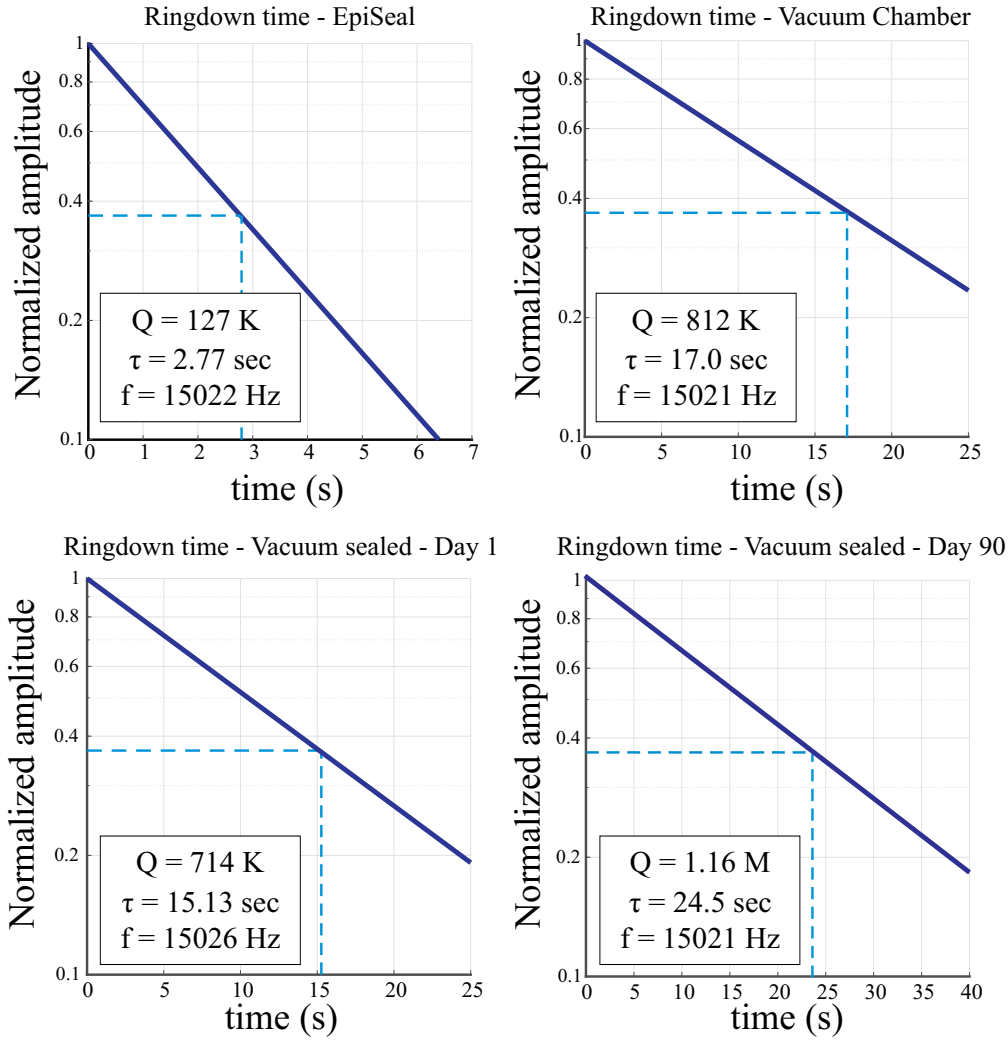 Ringdown time - EpiSeal
Normalized amplitude
1
0.8
0.6
0.4
0.2
0.1
Q = 127 K
τ = 2.77 sec
f = 15022 Hz
0 1 2 3 4 5 6 7
time (s)
Ringdown time - Vacuum Chamber
Normalized amplitude
1
0.8
0.6
0.4
0.2
0.1
Q = 812 K
τ = 17.0 sec
f = 15021 Hz
0 5 10 15 20 25
time (s)
Ringdown time - Vacuum sealed - Day 1
Normalized amplitude
1
0.8
0.6
0.4
0.2
0.1
Q = 714 K
τ = 15.13 sec
f = 15026 Hz
0 5 10 15 20 25
time (s)
Ringdown time - Vacuum sealed - Day 90
Normalized amplitude
1
0.8
0.6
0.4
0.2
0.1
Q = 1.16 M
τ = 24.5 sec
f = 15021 Hz
0 5 10 15 20 25 30 35 40
time (s)